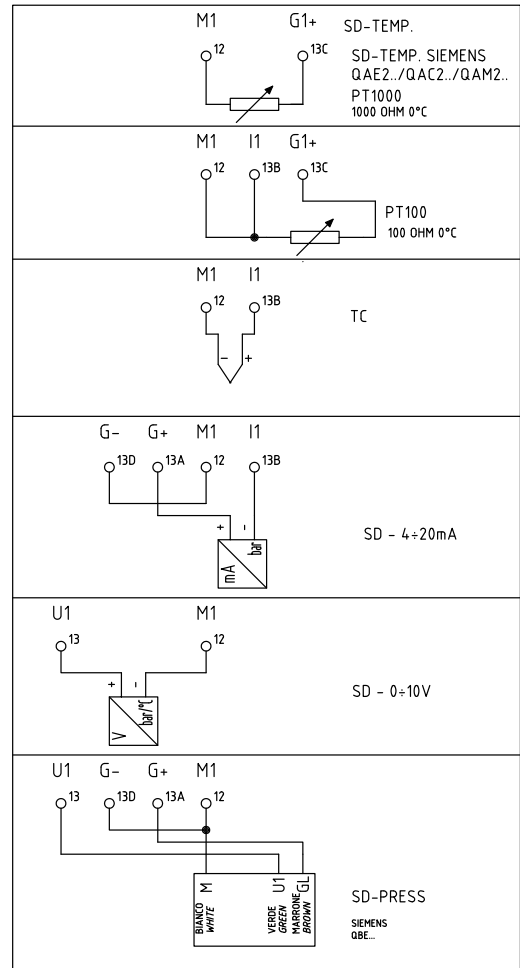 M1 G1+ SD-TEMP.
12 13C SD-TEMP. SIEMENS
QAE2../QAC2../QAM2..
PT1000
1000 OHM 0°C
M1 I1 G1+
12 13B 13C
PT100
100 OHM 0°C
M1 I1
12 13B
TC
- +
G- G+ M1 I1
13D 13A 12 13B
+ -
mA bar
SD - 4÷20mA
U1 M1
13 12
+ -
V bar/°C
SD - 0÷10V
U1 G- G+ M1
13 13D 13A 12
M U1 GL
BIANCO
WHITE
VERDE
GREEN
MARRONE
BROWN
SD-PRESS
SIEMENS
QBE...